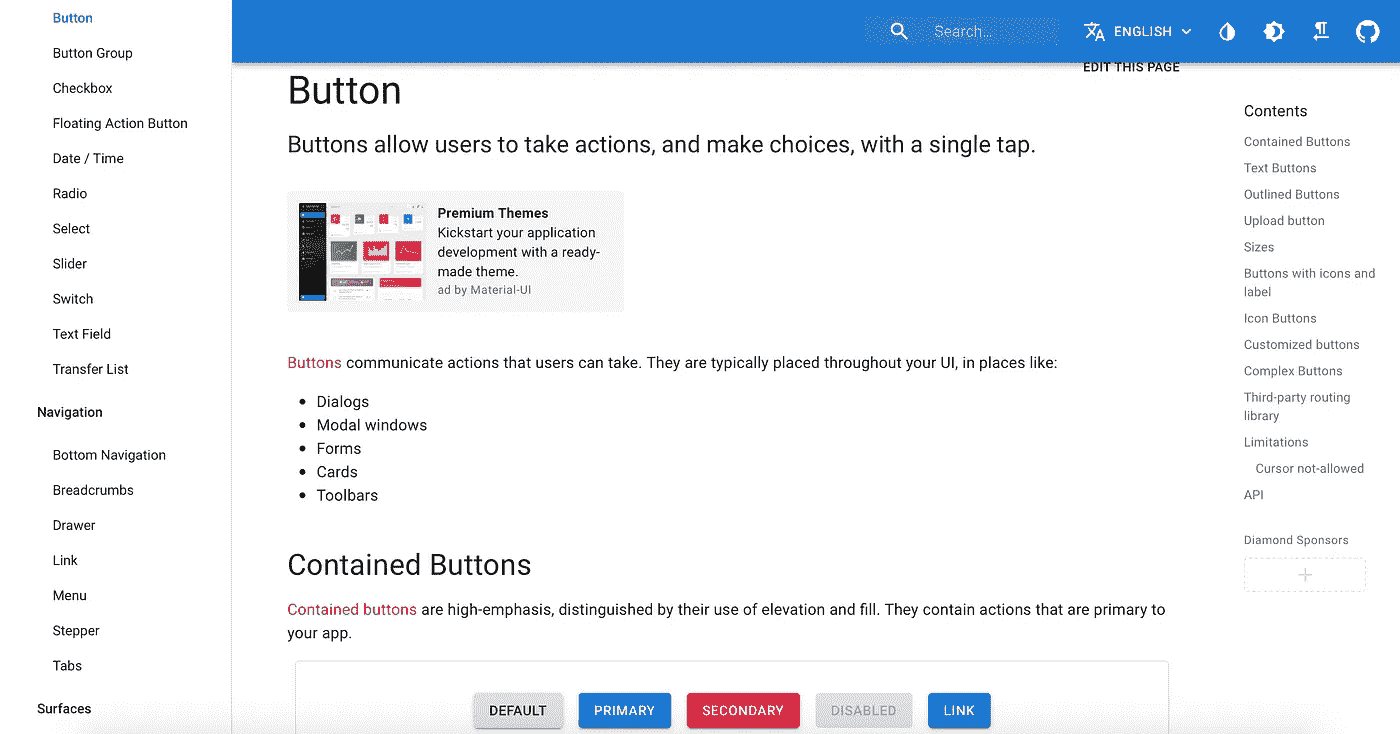 Button
Button Group
Checkbox
Floating Action Button
Date / Time
Radio
Select
Slider
Switch
Text Field
Transfer List
Navigation
Bottom Navigation
Breadcrumbs
Drawer
Link
Menu
Stepper
Tabs
Surfaces
Search…
ENGLISH
EDIT THIS PAGE
Button
Buttons allow users to take actions, and make choices, with a single tap.
Premium Themes
Kickstart your application
development with a ready-
made theme.
ad by Material-UI
Buttons communicate actions that users can take. They are typically placed throughout your UI, in places like:
Dialogs
Modal windows
Forms
Cards
Toolbars
Contained Buttons
Contained buttons are high-emphasis, distinguished by their use of elevation and fill. They contain actions that are primary to
your app.
DEFAULT
PRIMARY
SECONDARY
DISABLED
LINK
Contents
Contained Buttons
Text Buttons
Outlined Buttons
Upload button
Sizes
Buttons with icons and
label
Icon Buttons
Customized buttons
Complex Buttons
Third-party routing
library
Limitations
Cursor not-allowed
API
Diamond Sponsors